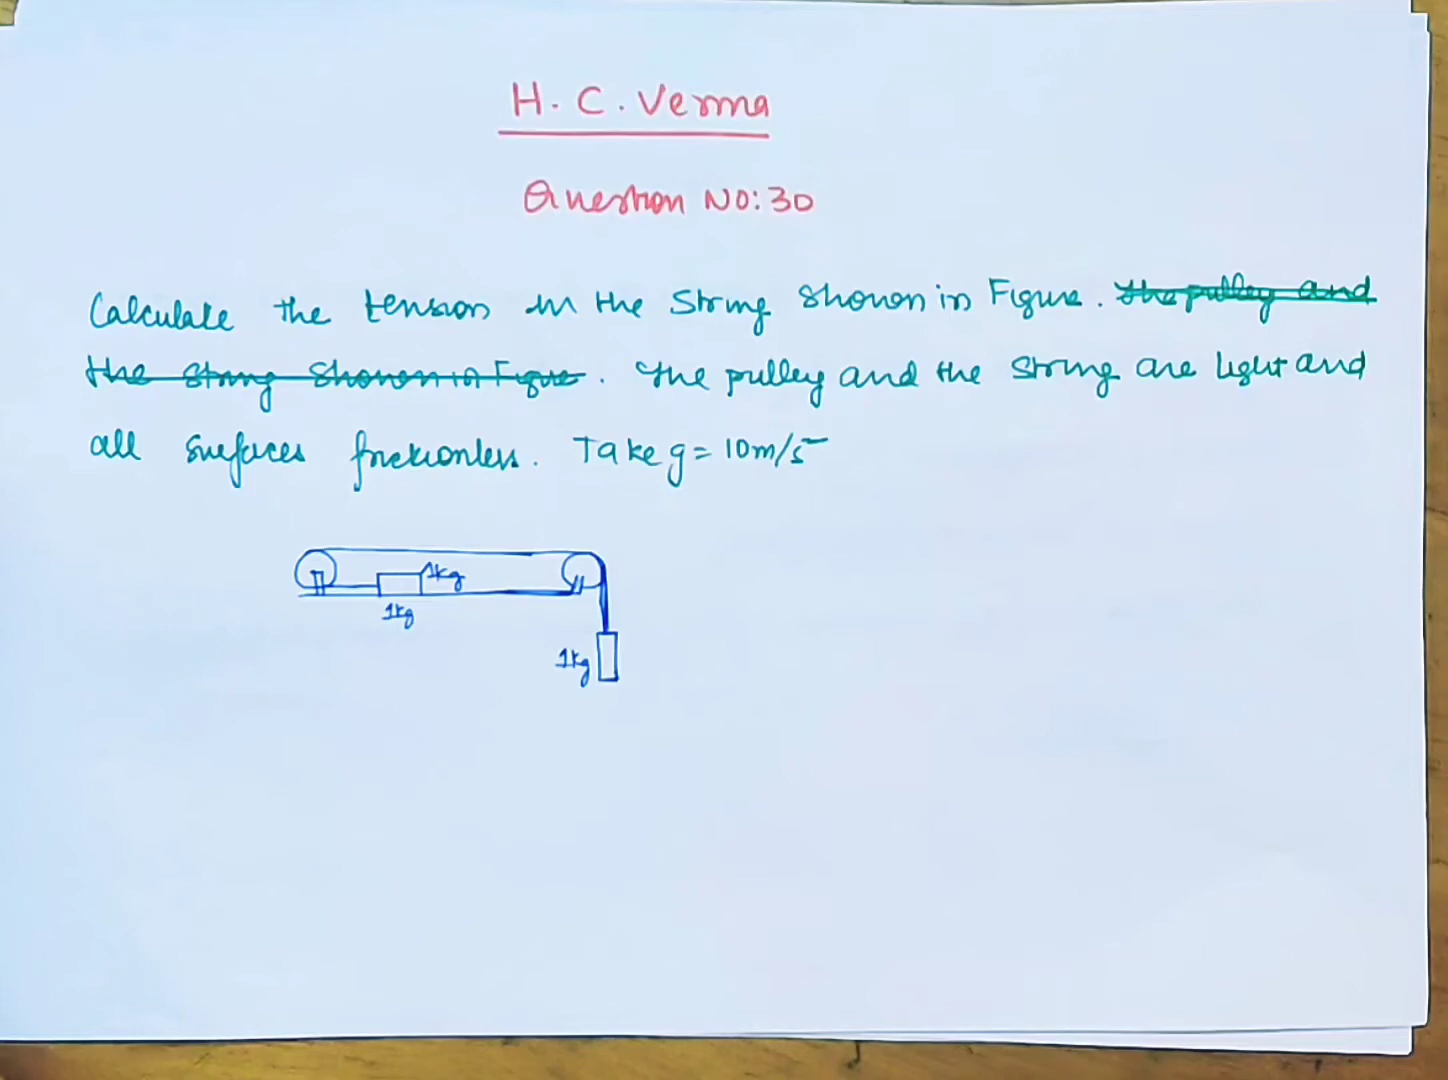 H. C. Verma
Question NO: 30
Calculate the tension in the string shown in Figure. the pulley and
the string shown in Figure. The pulley and the string are light and
all surfaces frictionless. Take g = 10m/s²
1kg
1kg
1kg